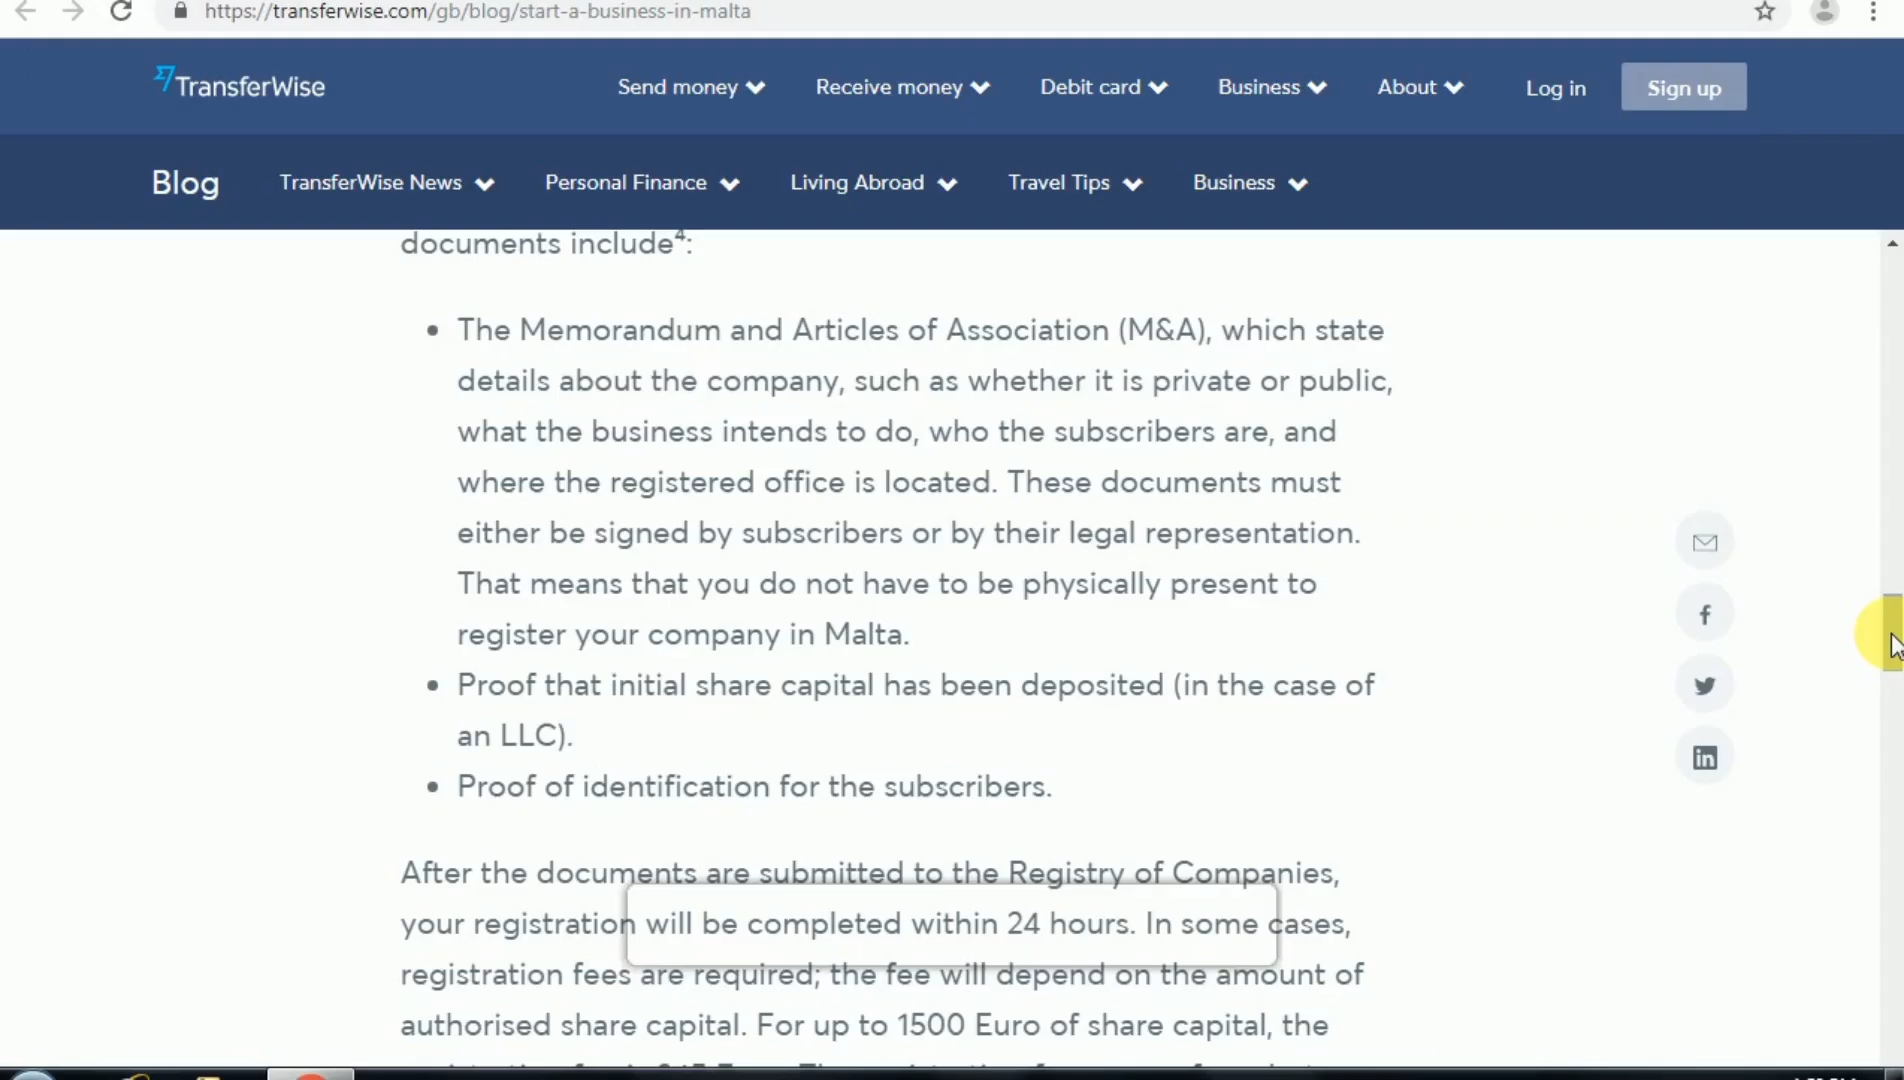 https://transferwise.com/gb/blog/start-a-business-in-malta
TransferWise
Send money
Receive money
Debit card
Business
About
Log in
Sign up
Blog
TransferWise News
Personal Finance
Living Abroad
Travel Tips
Business
documents include⁴:
• The Memorandum and Articles of Association (M&A), which state
details about the company, such as whether it is private or public,
what the business intends to do, who the subscribers are, and
where the registered office is located. These documents must
either be signed by subscribers or by their legal representation.
That means that you do not have to be physically present to
register your company in Malta.
• Proof that initial share capital has been deposited (in the case of
an LLC).
• Proof of identification for the subscribers.
After the documents are submitted to the Registry of Companies,
your registration will be completed within 24 hours. In some cases,
registration fees are required; the fee will depend on the amount of
authorised share capital. For up to 1500 Euro of share capital, the